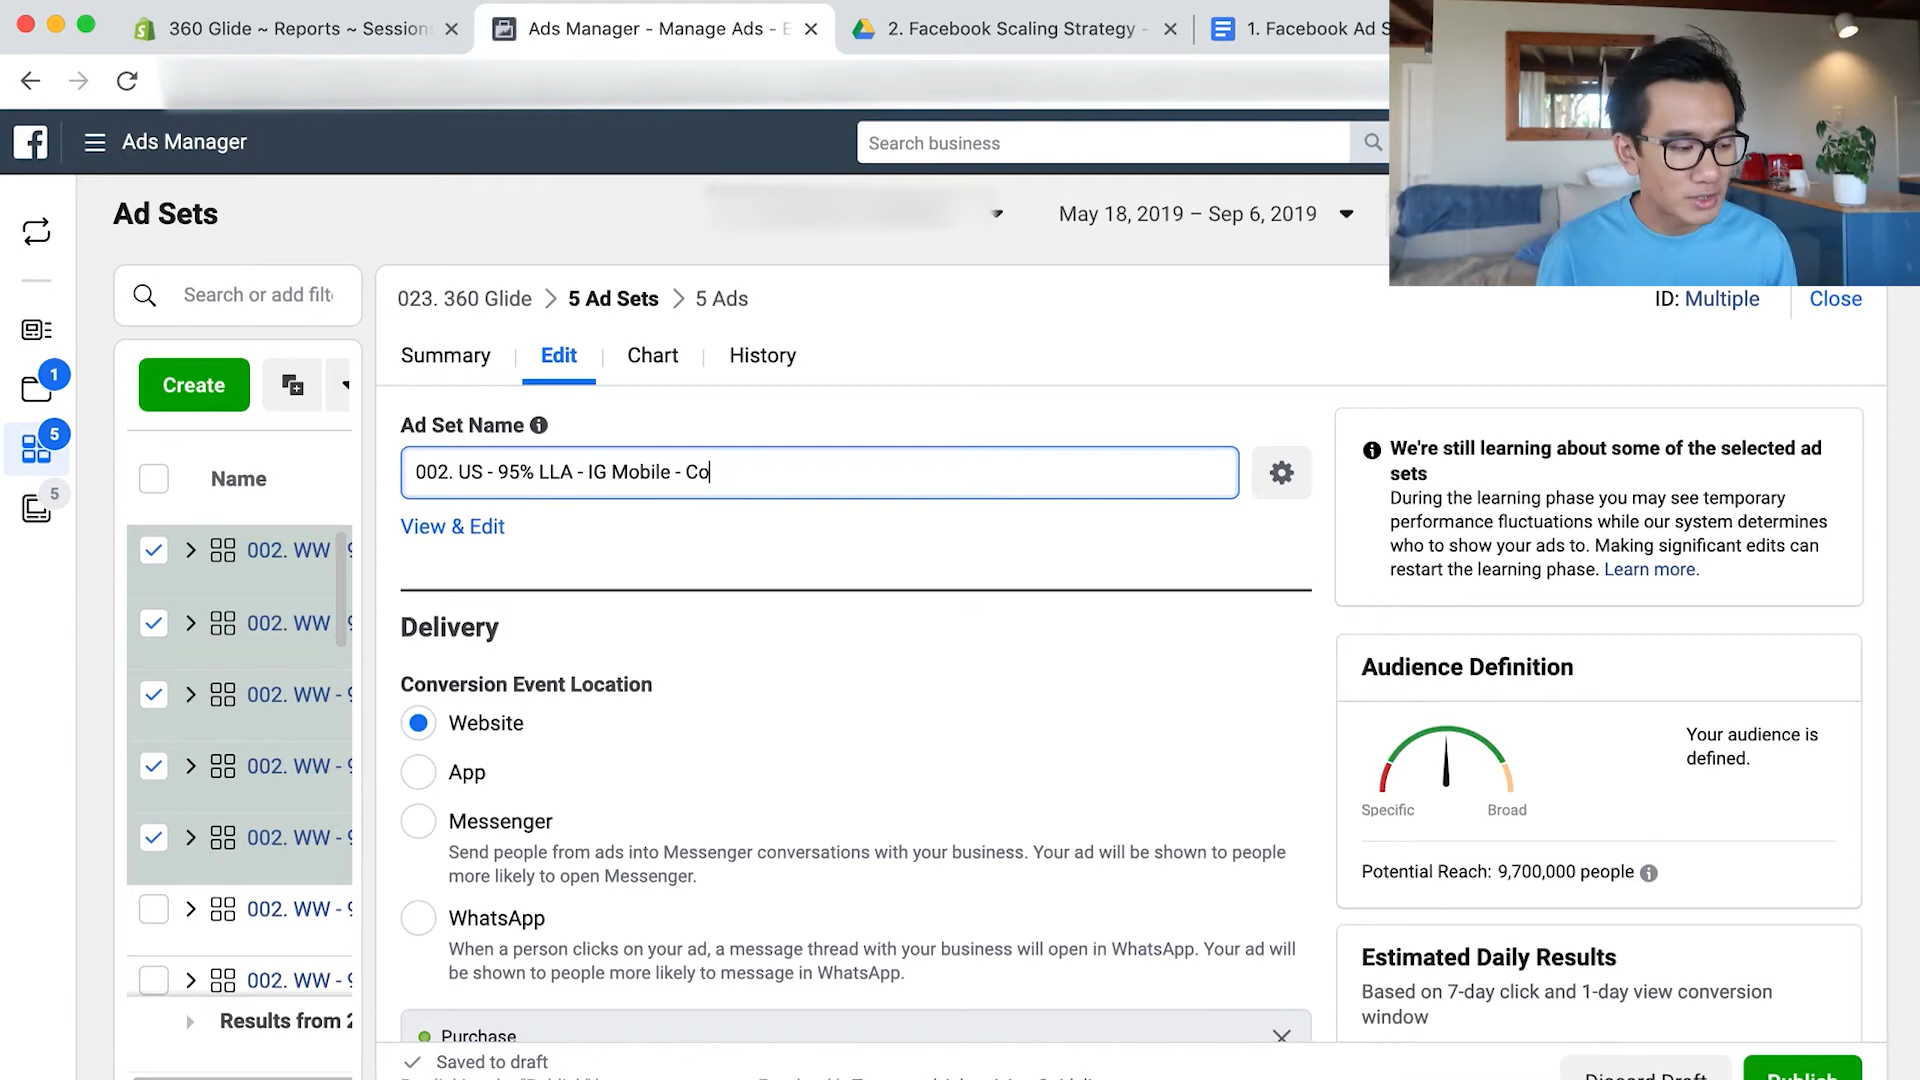 360 Glide ~ Reports ~ Session
Ads Manager - Manage Ads - E
2. Facebook Scaling Strategy -
1. Facebook Ad S
Ads Manager
Search business
Ad Sets
May 18, 2019 – Sep 6, 2019
Search or add filt
023. 360 Glide
5 Ad Sets
5 Ads
ID: Multiple
Close
Summary
Edit
Chart
History
1
5
5
Create
Name
002. WW
002. WW
002. WW -
002. WW -
002. WW -
002. WW -
002. WW -
Results from 2
Ad Set Name
002. US - 95% LLA - IG Mobile - Co
View & Edit
Delivery
Conversion Event Location
Website
App
Messenger
Send people from ads into Messenger conversations with your business. Your ad will be shown to people
more likely to open Messenger.
WhatsApp
When a person clicks on your ad, a message thread with your business will open in WhatsApp. Your ad will
be shown to people more likely to message in WhatsApp.
Purchase
Saved to draft
We're still learning about some of the selected ad
sets
During the learning phase you may see temporary
performance fluctuations while our system determines
who to show your ads to. Making significant edits can
restart the learning phase. Learn more.
Audience Definition
Your audience is
defined.
Specific
Broad
Potential Reach: 9,700,000 people
Estimated Daily Results
Based on 7-day click and 1-day view conversion
window
Discard Draft
Publish